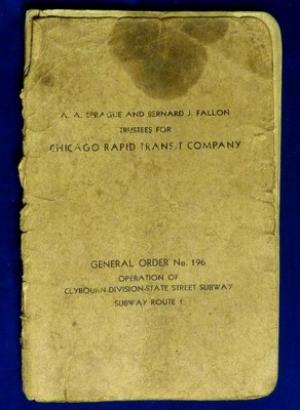 A. A. SPRAGUE AND BERNARD J. FALLON
TRUSTEES FOR
CHICAGO RAPID TRANSIT COMPANY
GENERAL ORDER No. 196
OPERATION OF
CLYBOURN-DIVISION-STATE STREET SUBWAY
SUBWAY ROUTE 1